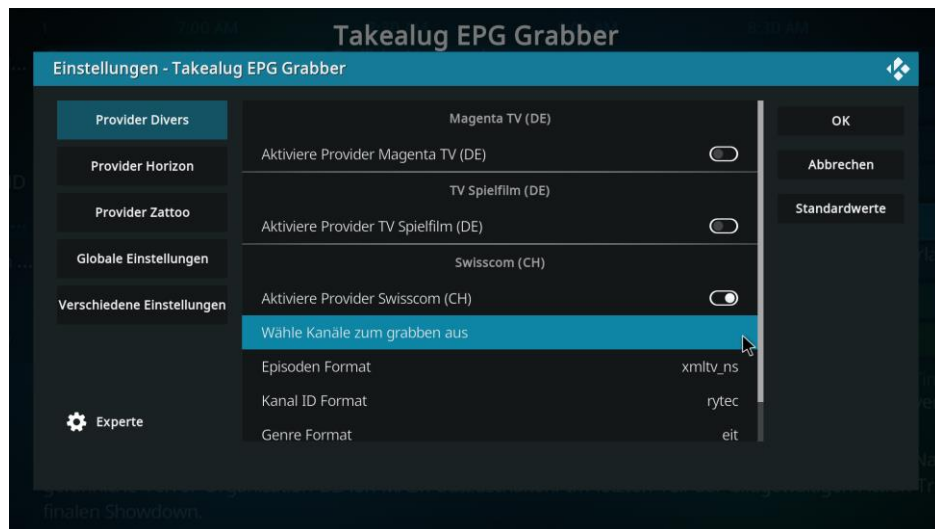 Takealug EPG Grabber
Einstellungen - Takealug EPG Grabber
Provider Divers
Provider Horizon
Provider Zattoo
Globale Einstellungen
Verschiedene Einstellungen
Experte
Magenta TV (DE)
Aktiviere Provider Magenta TV (DE)
TV Spielfilm (DE)
Aktiviere Provider TV Spielfilm (DE)
Swisscom (CH)
Aktiviere Provider Swisscom (CH)
Wähle Kanäle zum grabben aus
Episoden Format xmltv_ns
Kanal ID Format rytec
Genre Format eit
OK
Abbrechen
Standardwerte
finalen Showdown.